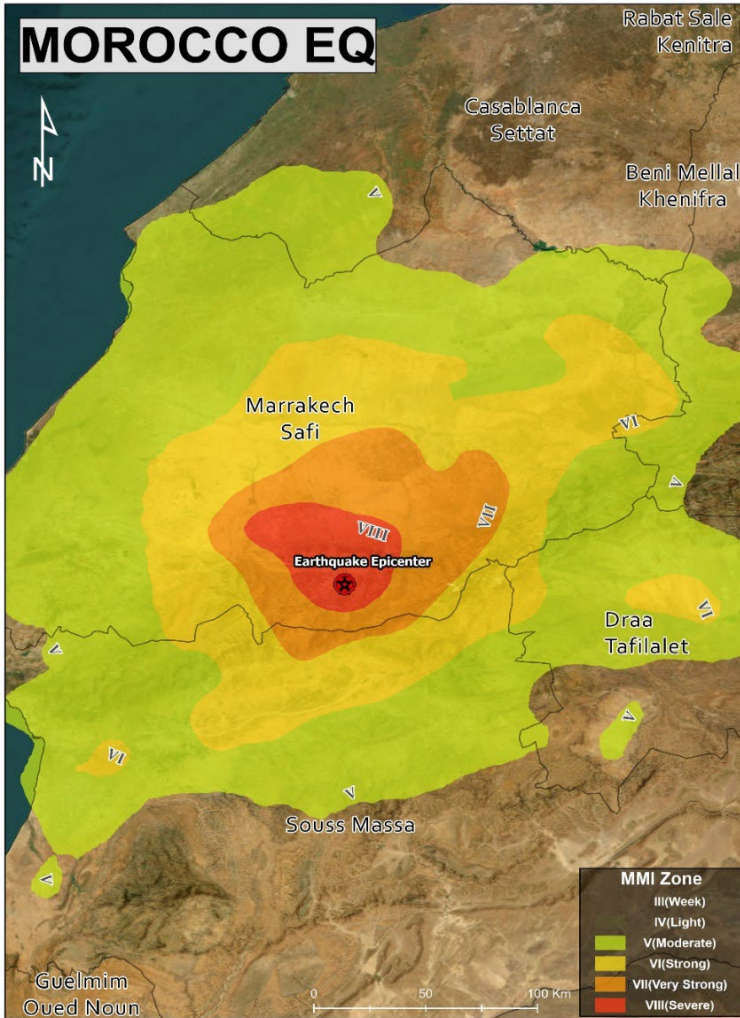 MOROCCO EQ
Rabat Sale
Kenitra
N
Casablanca
Settat
Beni Mellal
Khenifra
V
Marrakech
Safi
VI
V
VII
VIII
Earthquake Epicenter
VI
Draa
Tafilalet
V
V
VI
V
Souss Massa
V
Guelmim
Oued Noun
0 50 100 Km
MMI Zone
III(Week)
IV(Light)
V(Moderate)
VI(Strong)
VII(Very Strong)
VIII(Severe)